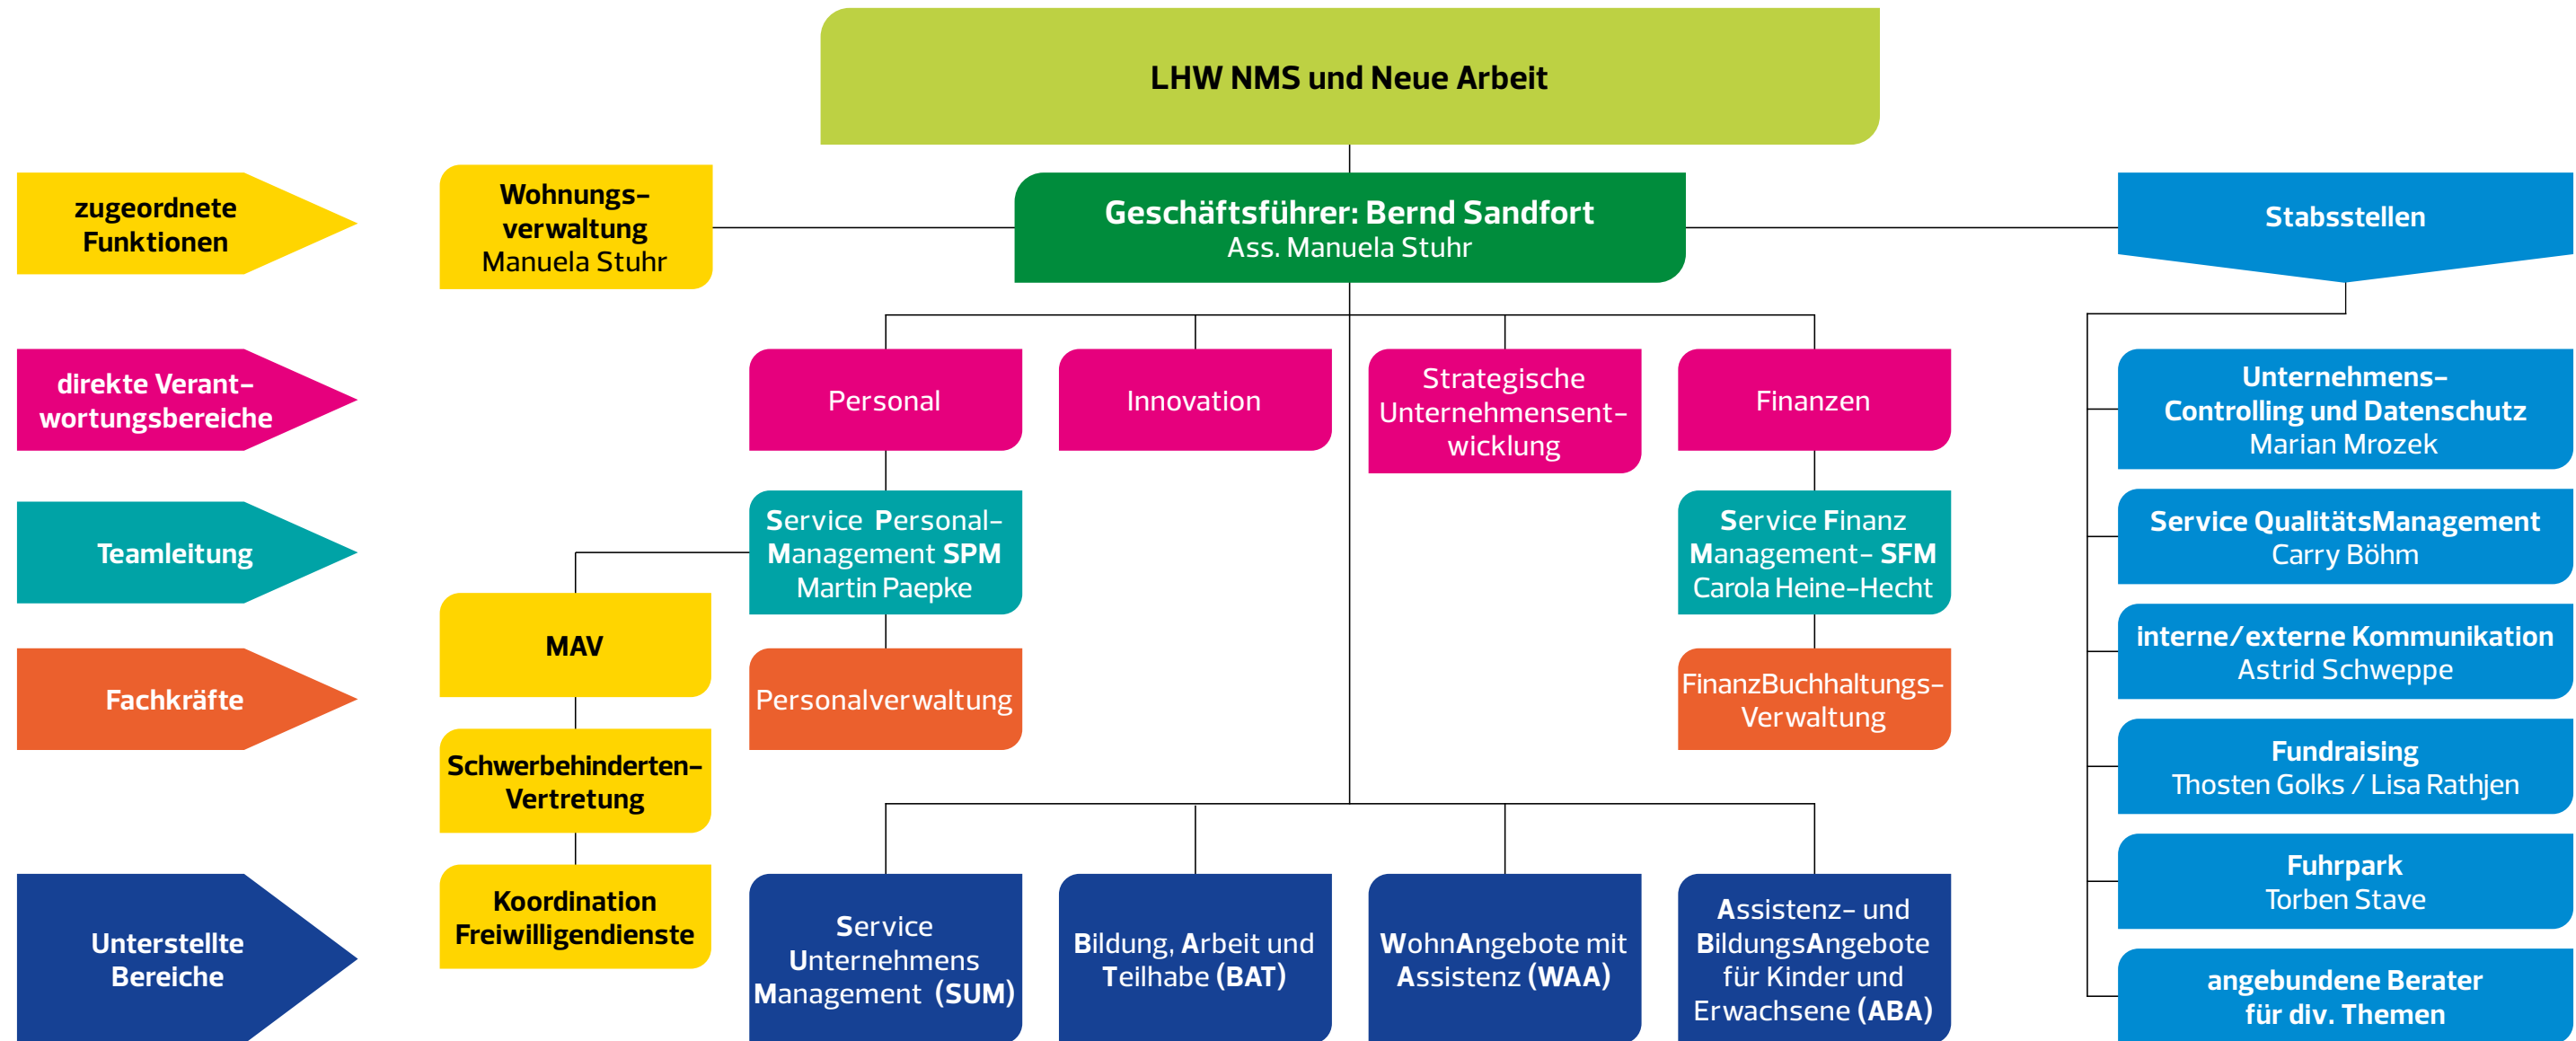 LHW NMS und Neue Arbeit
zugeordnete
Funktionen
Wohnungs-
verwaltung
Manuela Stuhr
Geschäftsführer: Bernd Sandfort
Ass. Manuela Stuhr
Stabsstellen
direkte Verant-
wortungsbereiche
Personal
Innovation
Strategische
Unternehmensent-
wicklung
Finanzen
Unternehmens-
Controlling und Datenschutz
Marian Mrozek
Teamleitung
Service Personal-
Management SPM
Martin Paepke
Service Finanz
Management- SFM
Carola Heine-Hecht
Service QualitätsManagement
Carry Böhm
MAV
interne/externe Kommunikation
Astrid Schweppe
Fachkräfte
Personalverwaltung
FinanzBuchhaltungs-
Verwaltung
Schwerbehinderten-
Vertretung
Fundraising
Thosten Golks / Lisa Rathjen
Koordination
Freiwilligendienste
Fuhrpark
Torben Stave
Unterstellte
Bereiche
Service
Unternehmens
Management (SUM)
Bildung, Arbeit und
Teilhabe (BAT)
WohnAngebote mit
Assistenz (WAA)
Assistenz- und
BildungsAngebote
für Kinder und
Erwachsene (ABA)
angebundene Berater
für div. Themen